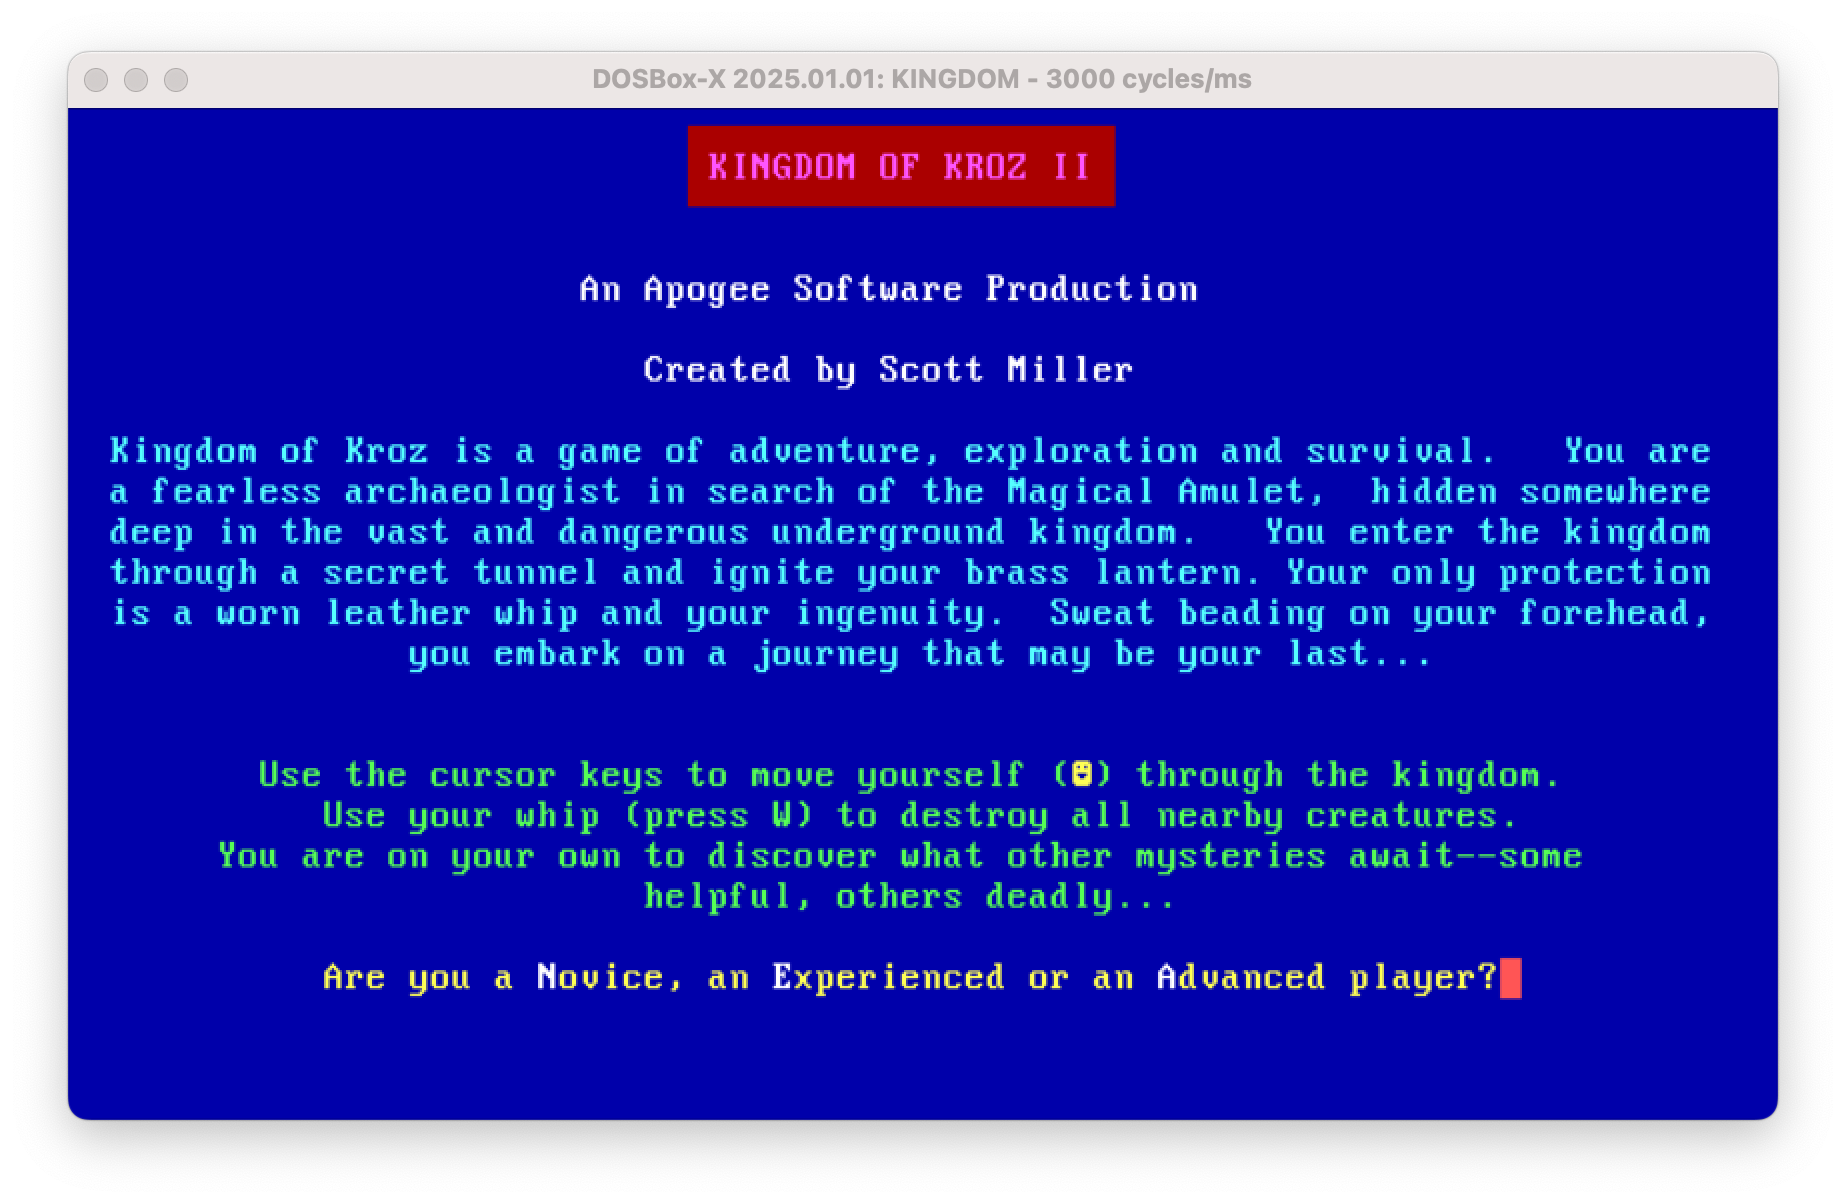 DOSBox-X 2025.01.01: KINGDOM - 3000 cycles/ms
KINGDOM OF KROZ II
An Apogee Software Production
Created by Scott Miller
Kingdom of Kroz is a game of adventure, exploration and survival.   You are
a fearless archaeologist in search of the Magical Amulet,  hidden somewhere
deep in the vast and dangerous underground kingdom.   You enter the kingdom
through a secret tunnel and ignite your brass lantern. Your only protection
is a worn leather whip and your ingenuity.  Sweat beading on your forehead,
you embark on a journey that may be your last...
Use the cursor keys to move yourself (☻) through the kingdom.
Use your whip (press W) to destroy all nearby creatures.
You are on your own to discover what other mysteries await--some
helpful, others deadly...
Are you a Novice, an Experienced or an Advanced player?